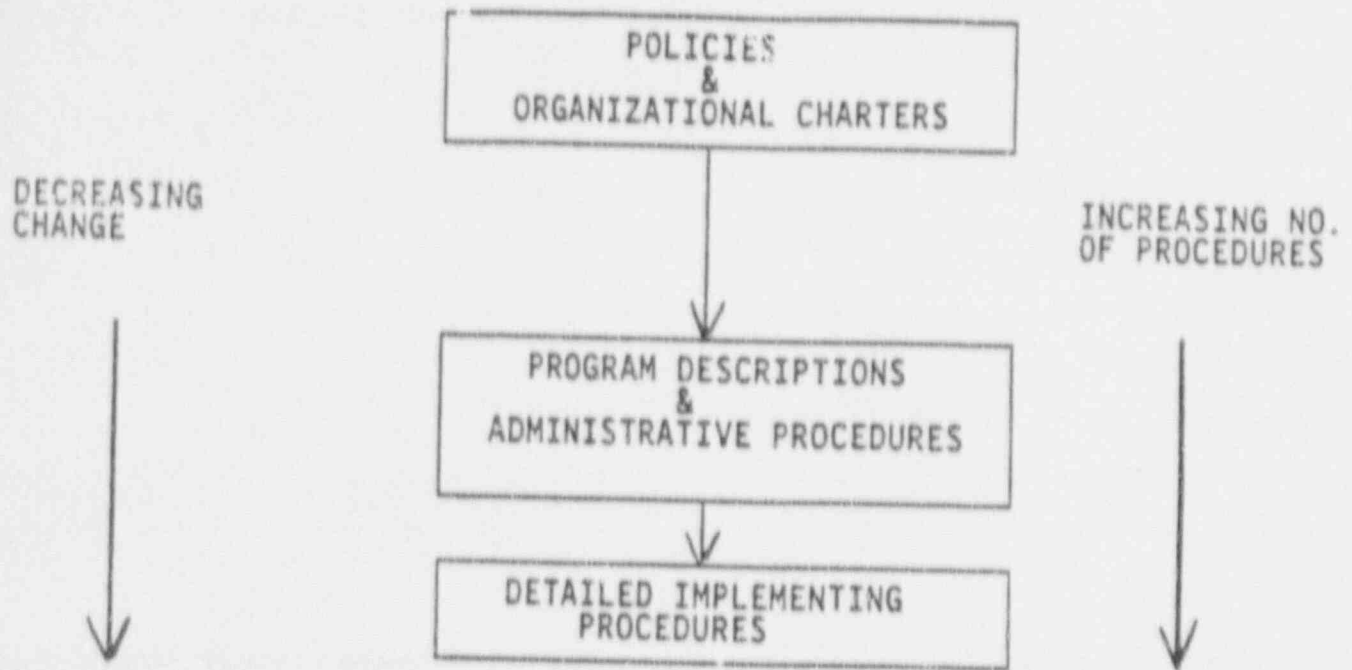 POLICIES
&
ORGANIZATIONAL CHARTERS
DECREASING
CHANGE
INCREASING NO.
OF PROCEDURES
PROGRAM DESCRIPTIONS
&
ADMINISTRATIVE PROCEDURES
DETAILED IMPLEMENTING
PROCEDURES